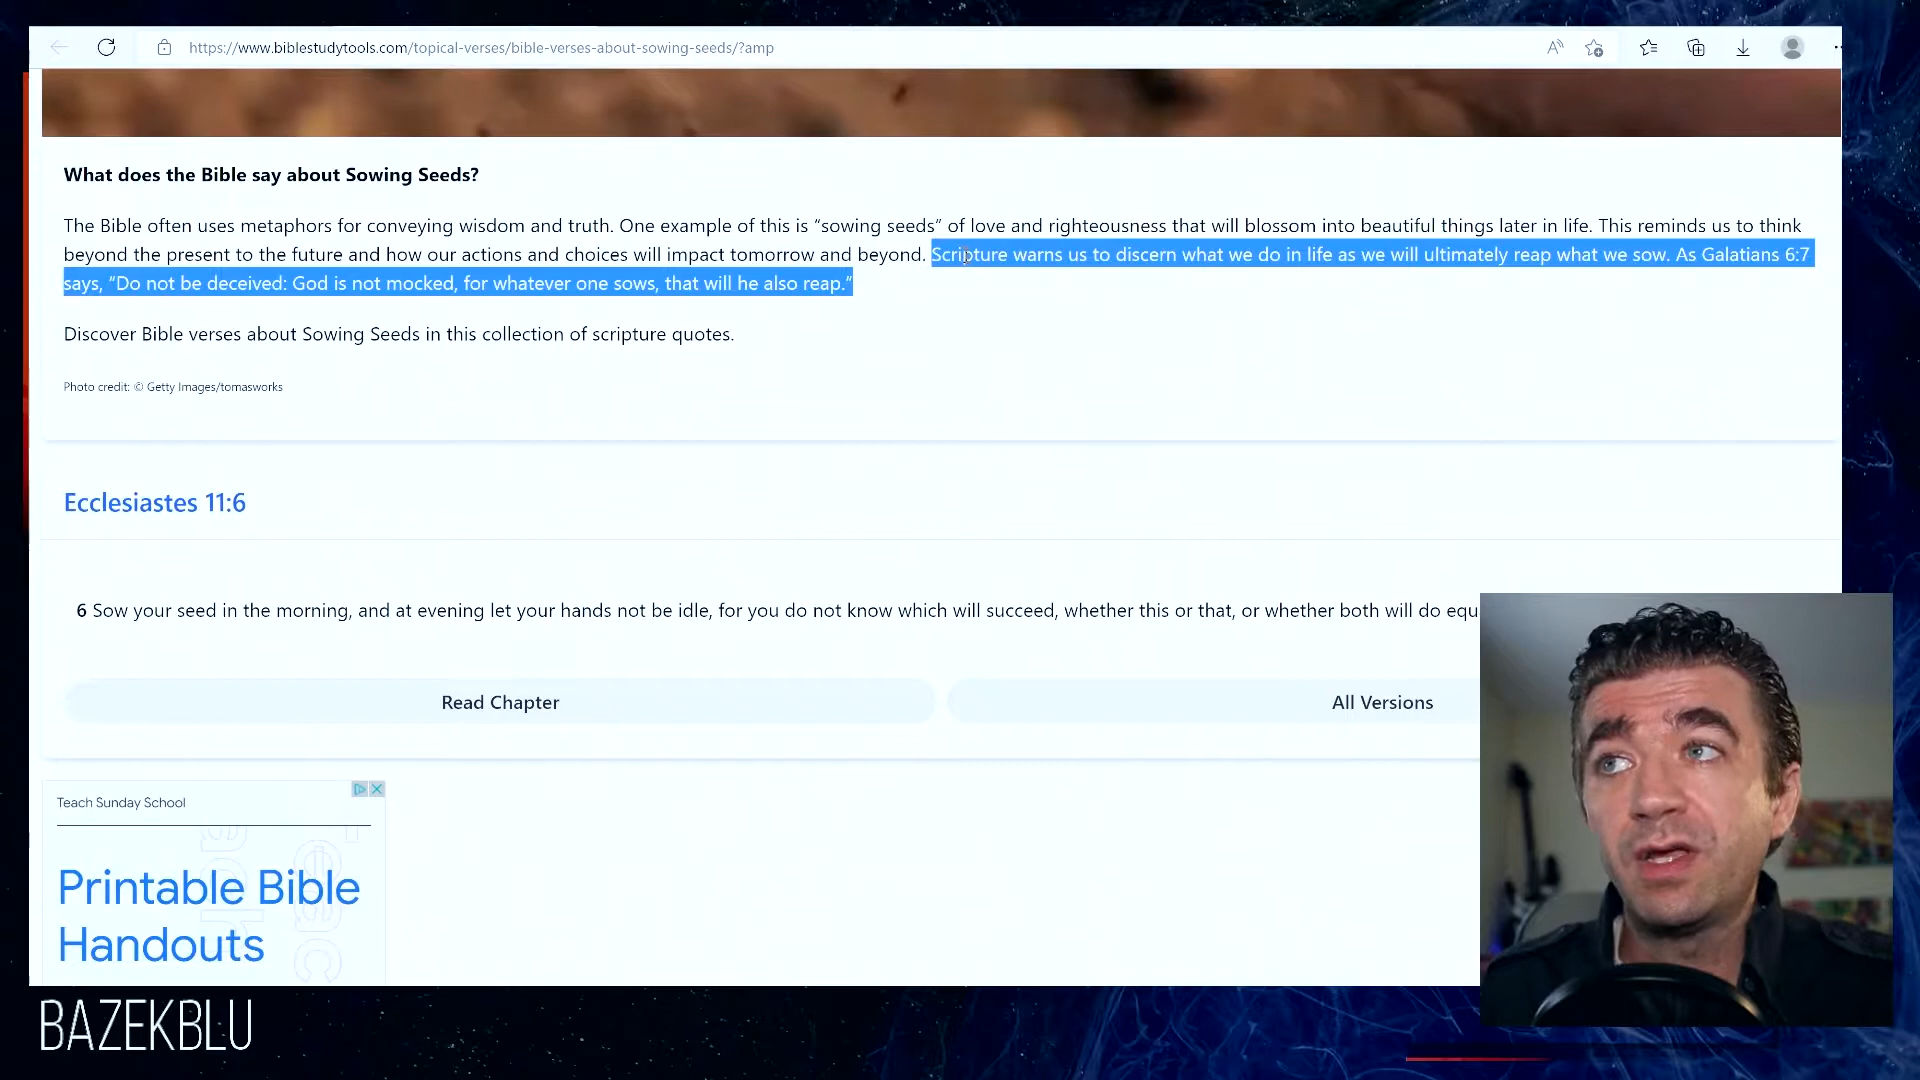 https://www.biblestudytools.com/topical-verses/bible-verses-about-sowing-seeds/?amp
What does the Bible say about Sowing Seeds?
The Bible often uses metaphors for conveying wisdom and truth. One example of this is “sowing seeds” of love and righteousness that will blossom into beautiful things later in life. This reminds us to think
beyond the present to the future and how our actions and choices will impact tomorrow and beyond. Scripture warns us to discern what we do in life as we will ultimately reap what we sow. As Galatians 6:7
says, “Do not be deceived: God is not mocked, for whatever one sows, that will he also reap.”
Discover Bible verses about Sowing Seeds in this collection of scripture quotes.
Photo credit: © Getty Images/tomasworks
Ecclesiastes 11:6
6 Sow your seed in the morning, and at evening let your hands not be idle, for you do not know which will succeed, whether this or that, or whether both will do equ
Read Chapter
All Versions
Teach Sunday School
Printable Bible
Handouts
BAZEKBLU